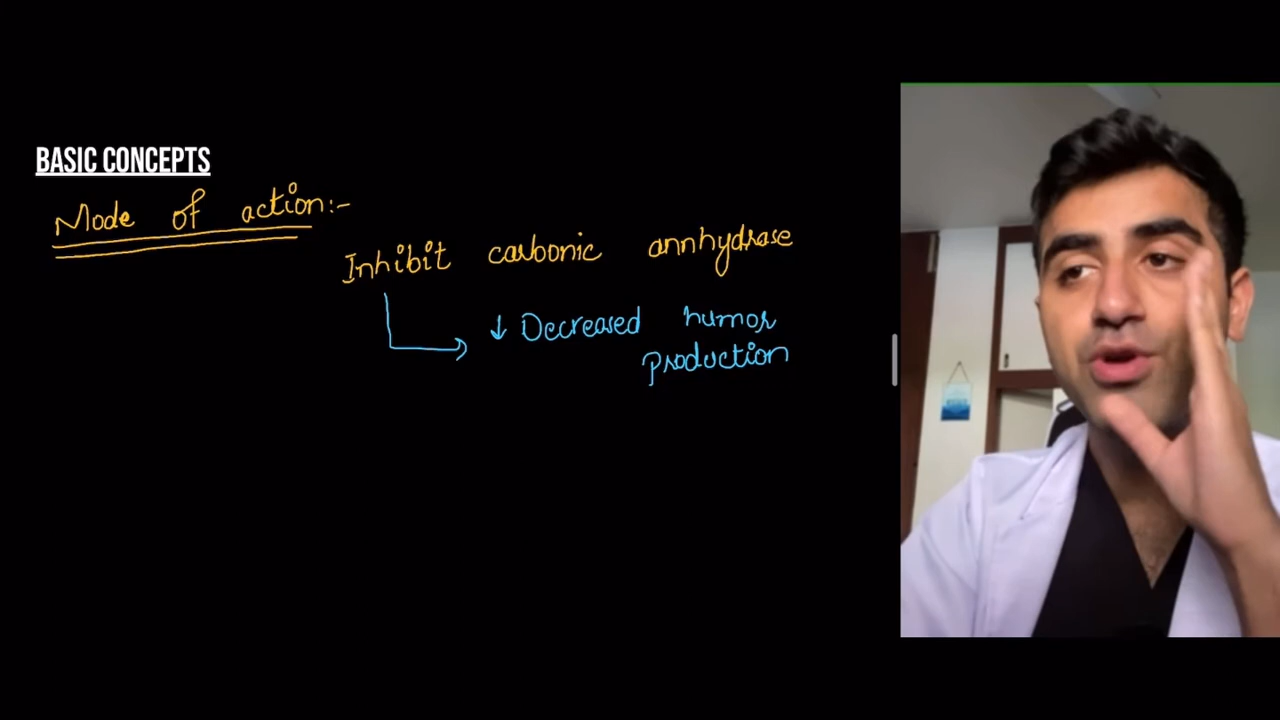 BASIC CONCEPTS
Mode of action:-
Inhibit carbonic annhydrase
↓ Decreased humor
production